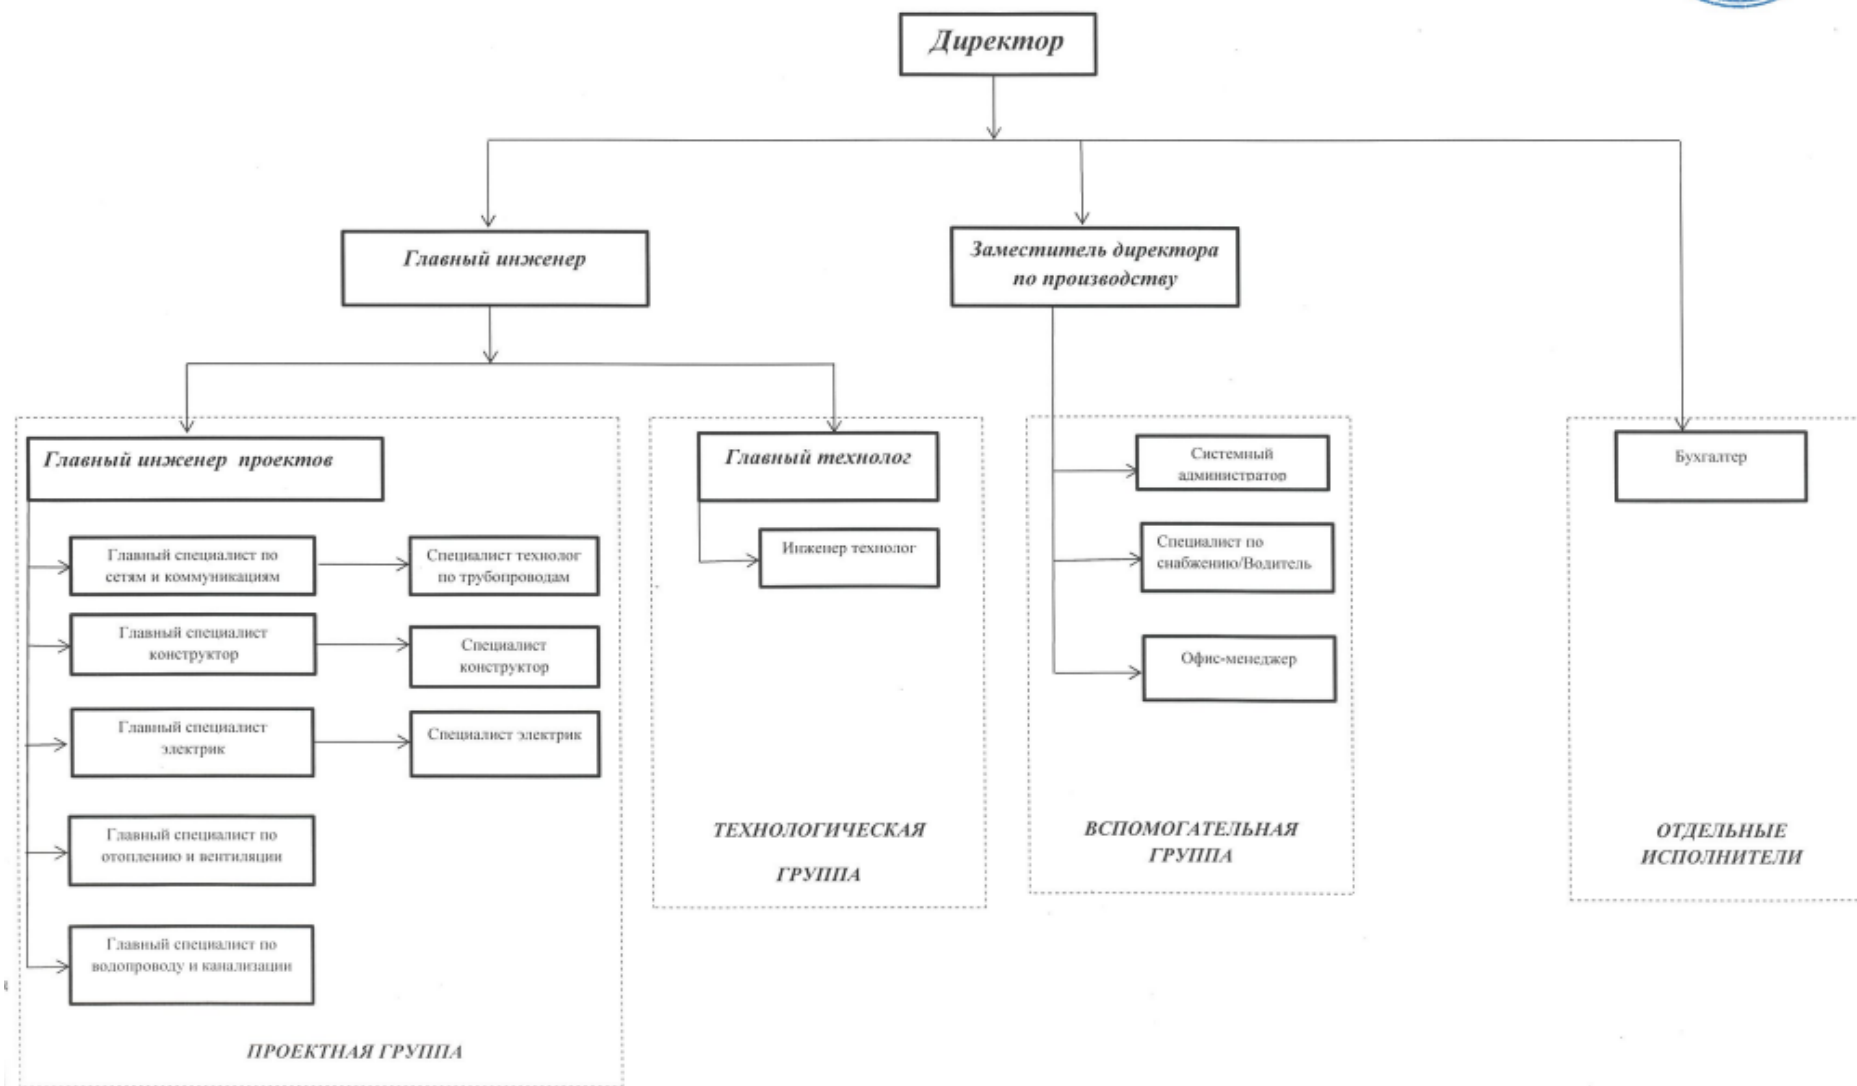 Директор
Главный инженер
Заместитель директора
по производству
Главный инженер проектов
Главный технолог
Системный
администратор
Бухгалтер
Главный специалист по
сетям и коммуникациям
Специалист технолог
по трубопроводам
Инженер технолог
Специалист по
снабжению/Водитель
Главный специалист
конструктор
Специалист
конструктор
Офис-менеджер
Главный специалист
электрик
Специалист электрик
Главный специалист по
отоплению и вентиляции
Главный специалист по
водопроводу и канализации
ПРОЕКТНАЯ ГРУППА
ТЕХНОЛОГИЧЕСКАЯ
ГРУППА
ВСПОМОГАТЕЛЬНАЯ
ГРУППА
ОТДЕЛЬНЫЕ
ИСПОЛНИТЕЛИ